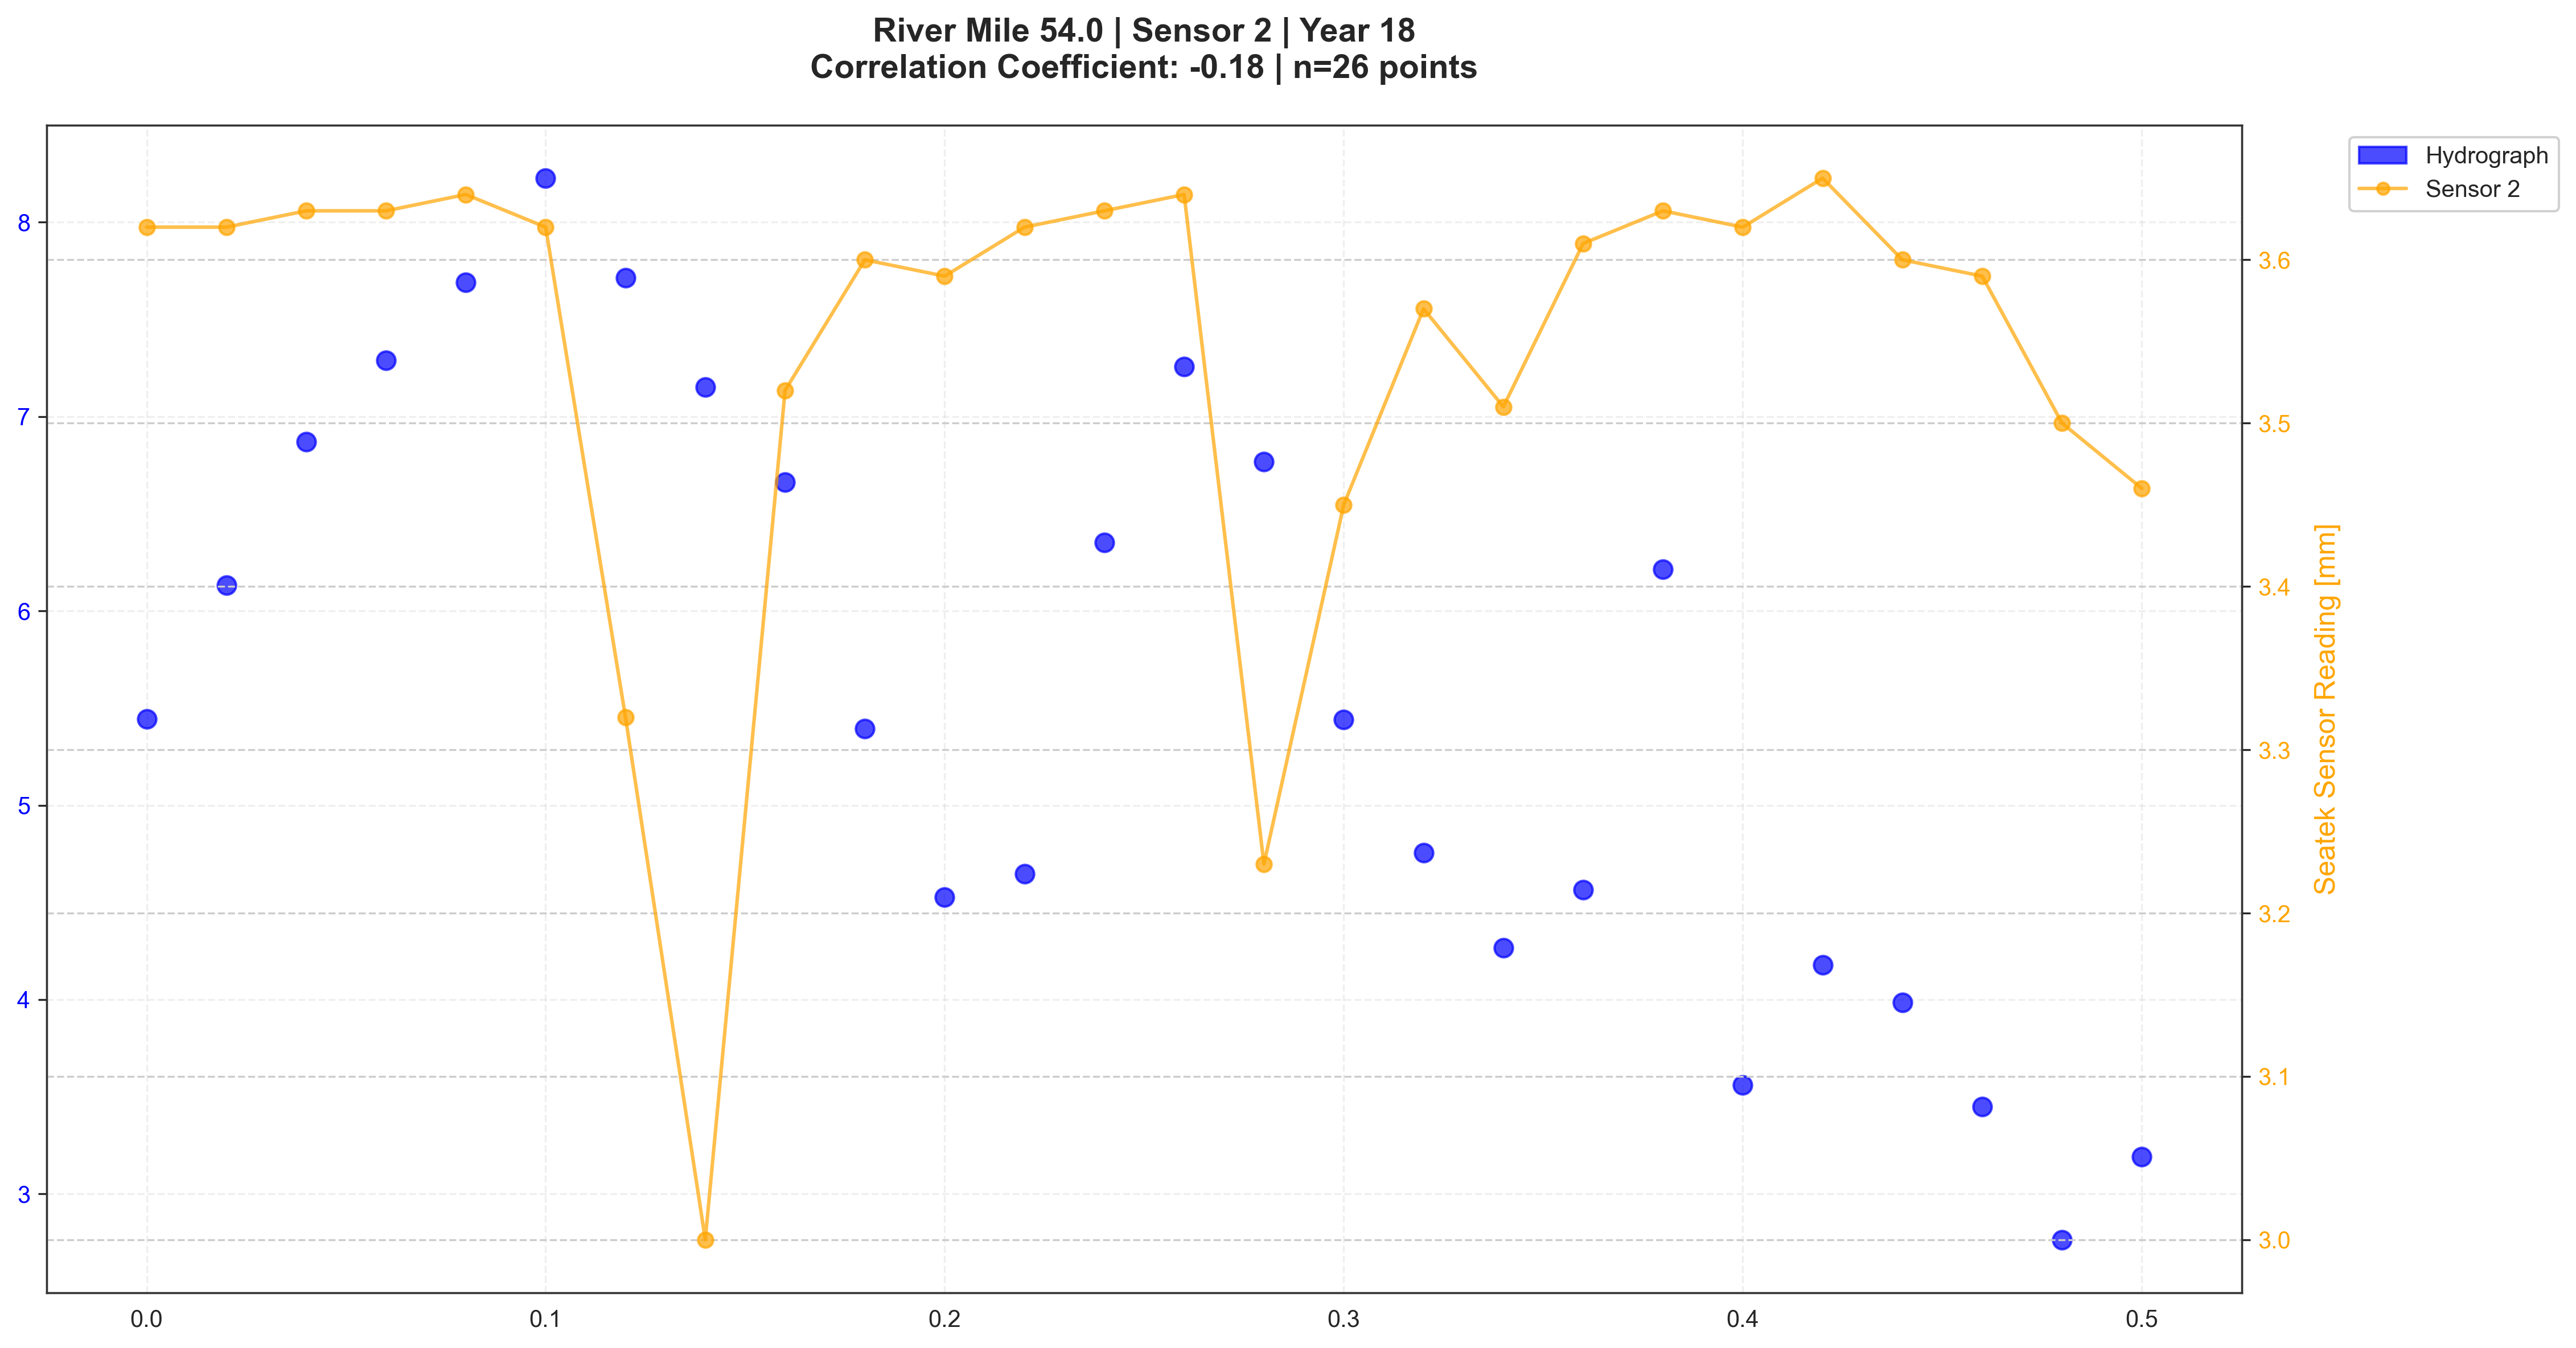 River Mile 54.0 | Sensor 2 | Year 18
Correlation Coefficient: -0.18 | n=26 points
Hydrograph
Sensor 2
8
7
6
5
4
3
3.6
3.5
3.4
3.3
3.2
3.1
3.0
Seatek Sensor Reading [mm]
0.0 0.1 0.2 0.3 0.4 0.5